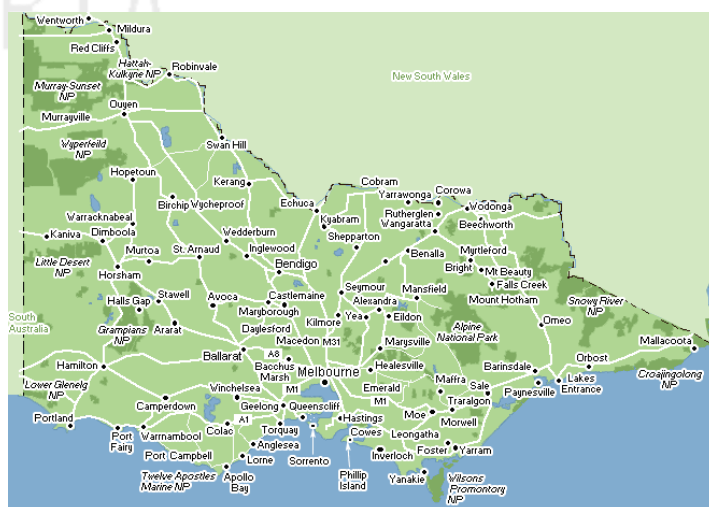 Wentworth
Mildura
Red Cliffs
Hattah-
Kulkyne NP
Robinvale
New South Wales
Murray-Sunset
NP
Ouyen
Murrayville
Wyperfeild
NP
Swan Hill
Hopetoun
Kerang
Cobram
Yarrawonga
Corowa
Birchip
Wycheproof
Echuca
Rutherglen
Wodonga
Warracknabeal
Kyabram
Wangaratta
Beechworth
Kaniva
Dimboola
Wedderburn
Shepparton
Murtoa
St. Arnaud
Inglewood
Benalla
Myrtleford
Little Desert
NP
Bendigo
Bright
Mt Beauty
Horsham
Seymour
Mansfield
Falls Creek
Halls Gap
Stawell
Avoca
Castlemaine
Alexandra
Mount Hotham
Snowy River
NP
Maryborough
South
Australia
Kilmore
Yea
Eildon
Omeo
Grampians
NP
Ararat
Daylesford
Alpine
National Park
Macedon
M31
Mallacoota
Ballarat
A8
Marysville
Hamilton
Bacchus
Marsh
Melbourne
Healesville
Barinsdale
Orbost
Croajingolong
NP
Lower Glenelg
NP
Winchelsea
M1
Emerald
Maffra
Sale
Paynesville
Lakes
Entrance
Camperdown
Geelong
Queenscliff
M1
Traralgon
Portland
A1
Hastings
Moe
Morwell
Port
Fairy
Warrnambool
Colac
Torquay
Cowes
Leongatha
Anglesea
Foster
Yarram
Port Campbell
Lorne
Sorrento
Inverloch
Twelve Apostles
Marine NP
Apollo
Bay
Phillip
Island
Yanakie
Wilsons
Promontory
NP